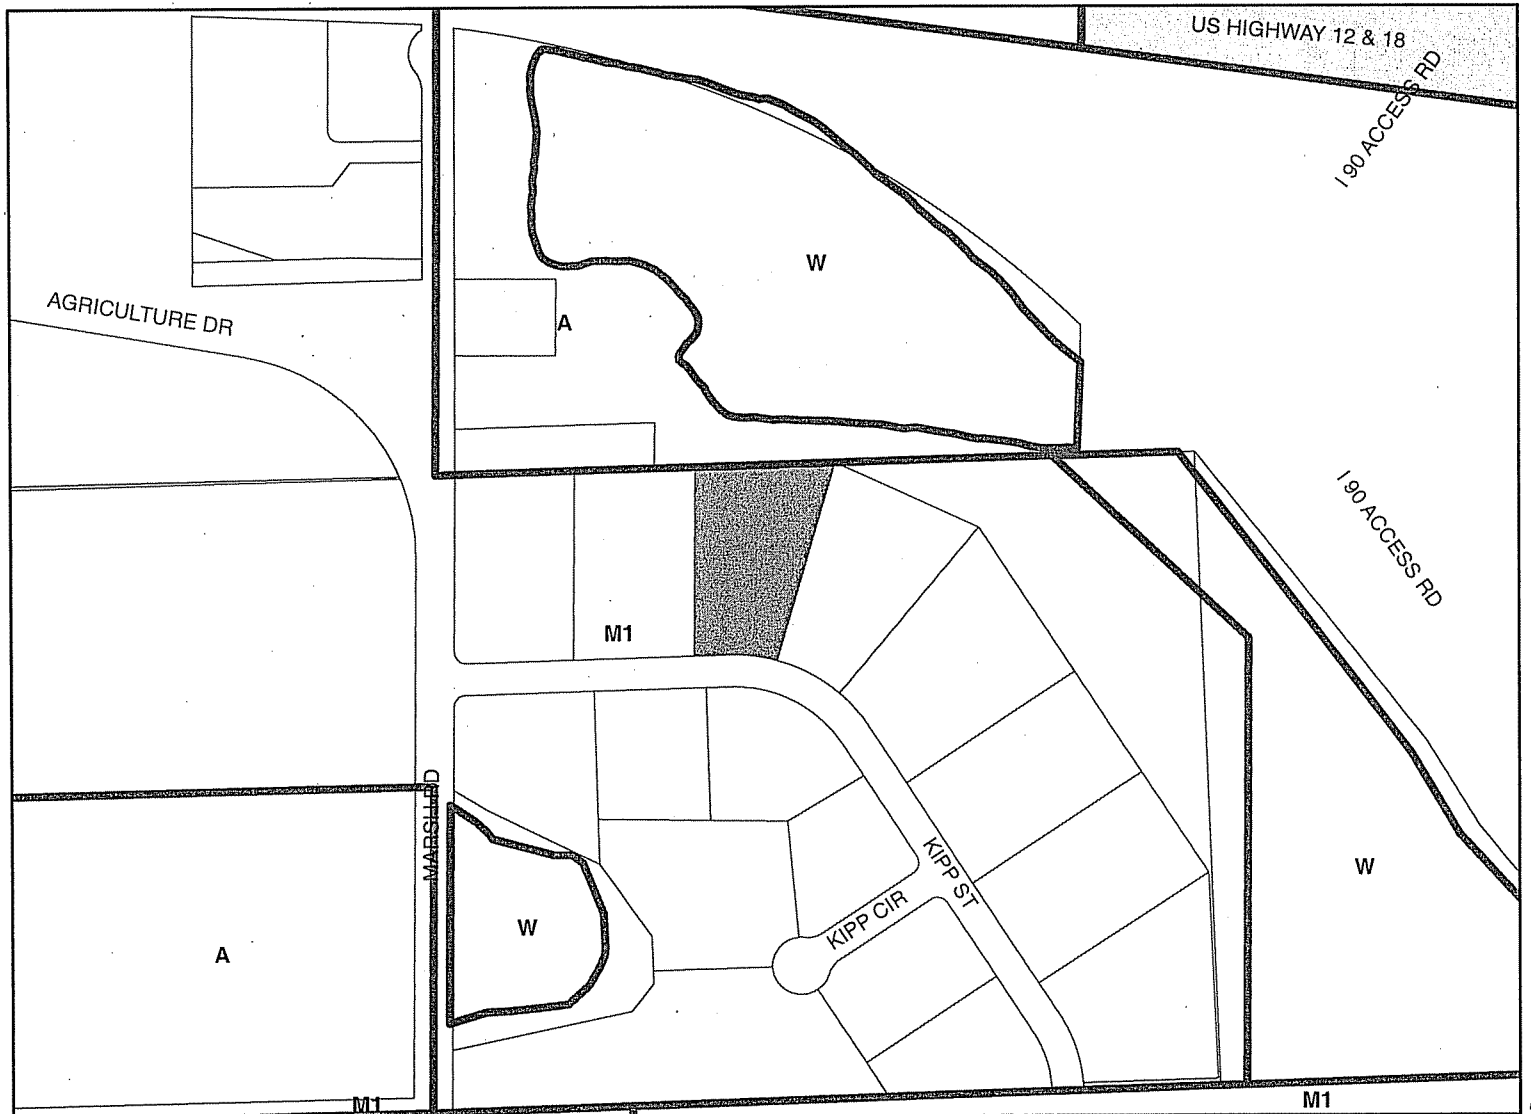 US HIGHWAY 12 & 18
I 90 ACCESS RD
W
AGRICULTURE DR
A
I 90 ACCESS RD
M1
MARSH RD
KIPP ST
W
KIPP CIR
W
A
M1
M1